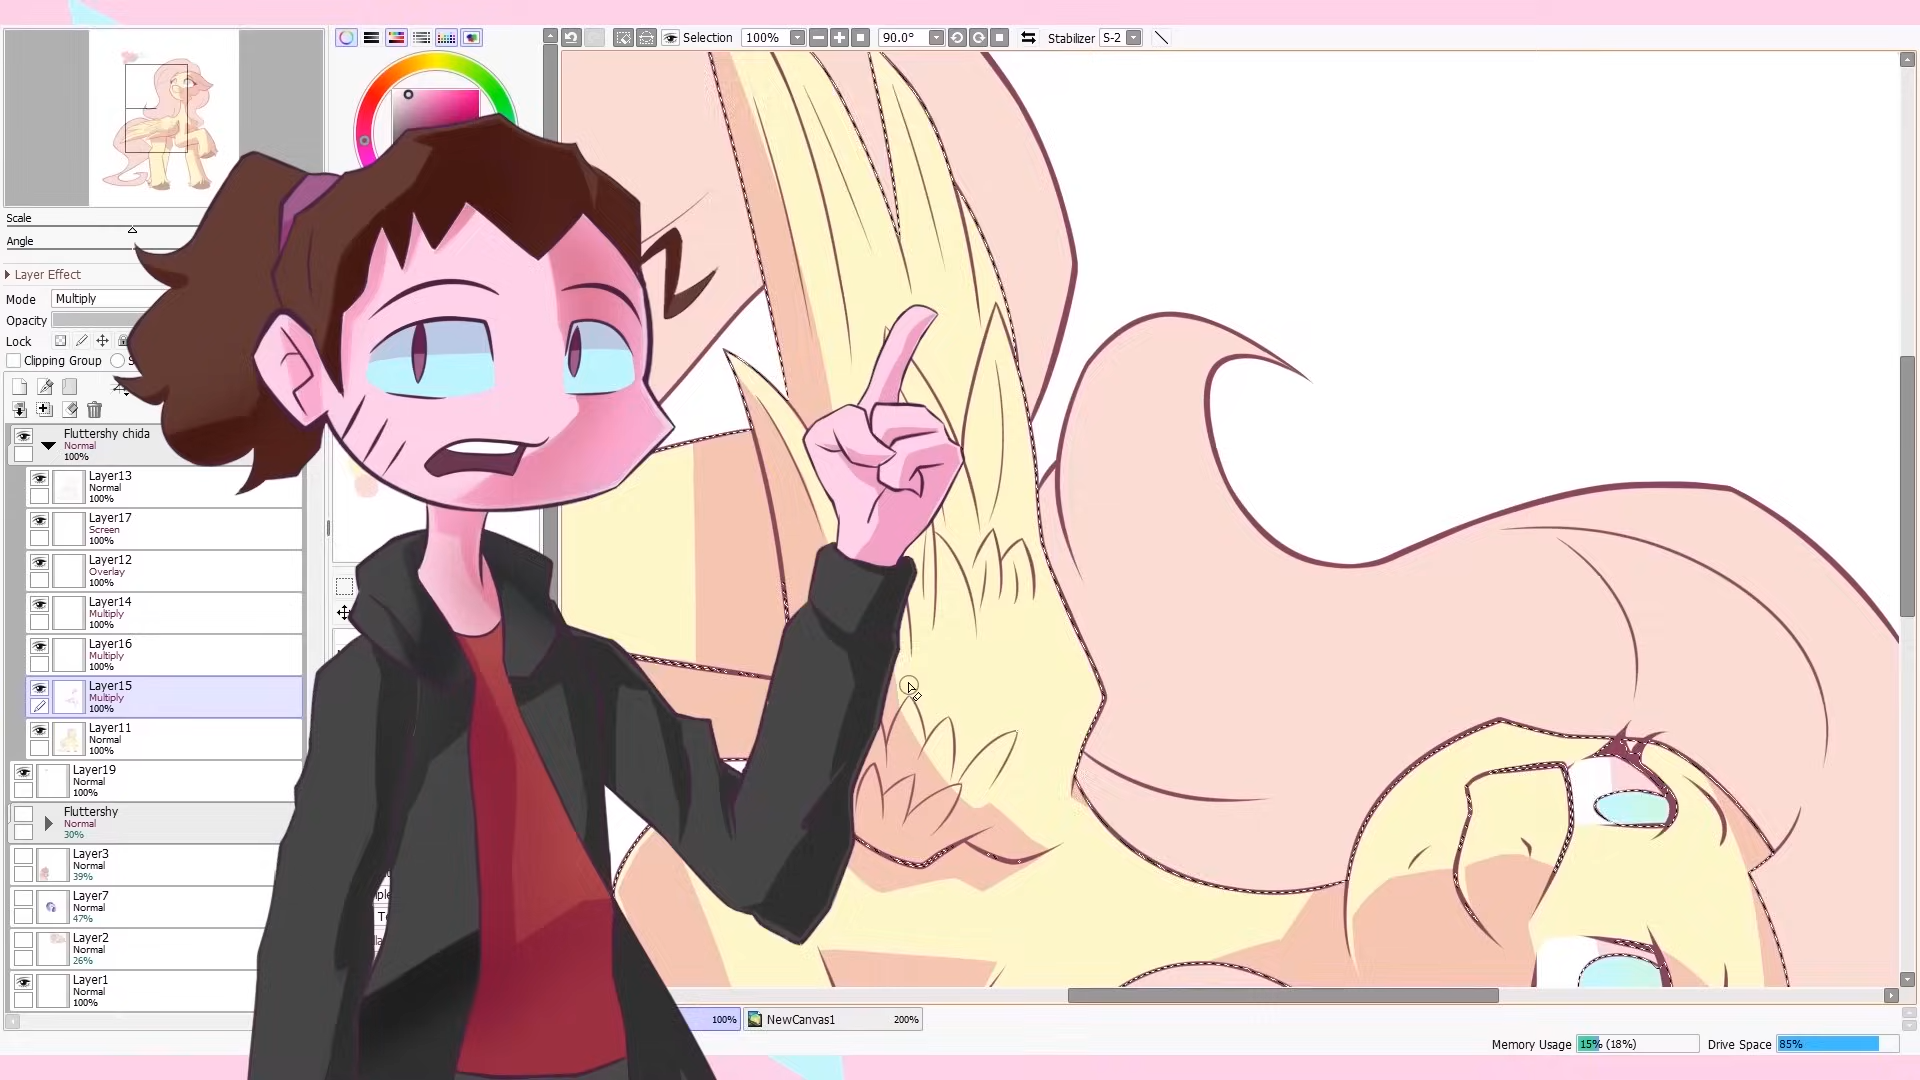 Selection 100% 90.0° Stabilizer S-2
Scale
Angle
Layer Effect
Mode Multiply
Opacity
Lock
Clipping Group
Fluttershy chida
Normal
100%
Layer13
Normal
100%
Layer17
Screen
100%
Layer12
Overlay
100%
Layer14
Multiply
100%
Layer16
Multiply
100%
Layer15
Multiply
100%
Layer11
Normal
100%
Layer19
Normal
100%
Fluttershy
Normal
30%
Layer3
Normal
39%
Layer7
Normal
47%
Layer2
Normal
26%
Layer1
Normal
100%
100% NewCanvas1 200%
Memory Usage 15% (18%) Drive Space 85%